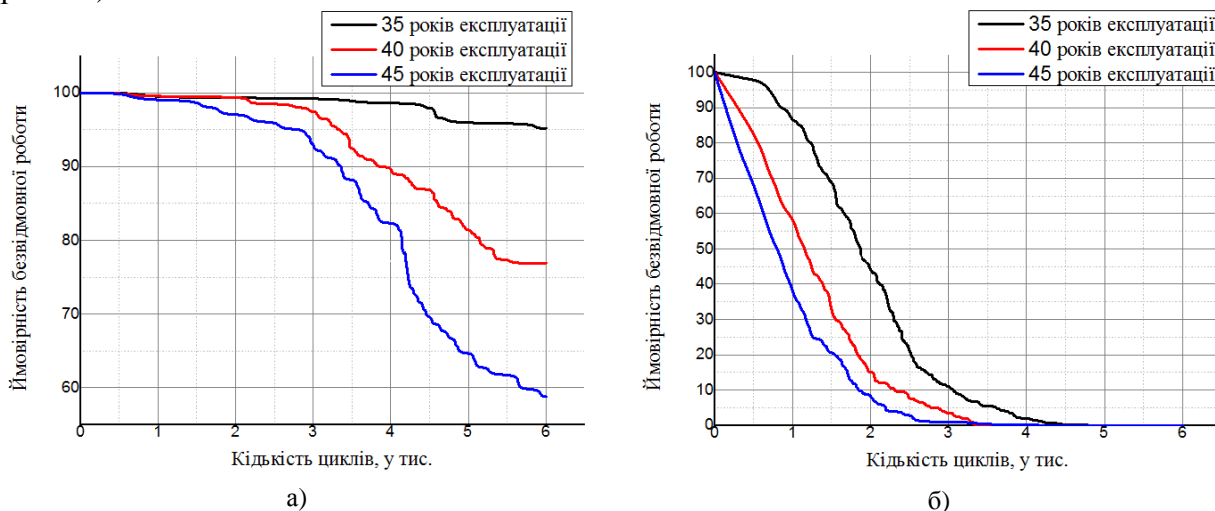 35 років експлуатації
40 років експлуатації
45 років експлуатації
100
90
80
70
60
Ймовірність безвідмовної роботи
0 1 2 3 4 5 6
Кідькість циклів, у тис.
а)
35 років експлуатації
40 років експлуатації
45 років експлуатації
100
90
80
70
60
50
40
30
20
10
0
Ймовірність безвідмовної роботи
0 1 2 3 4 5 6
Кідькість циклів, у тис.
б)